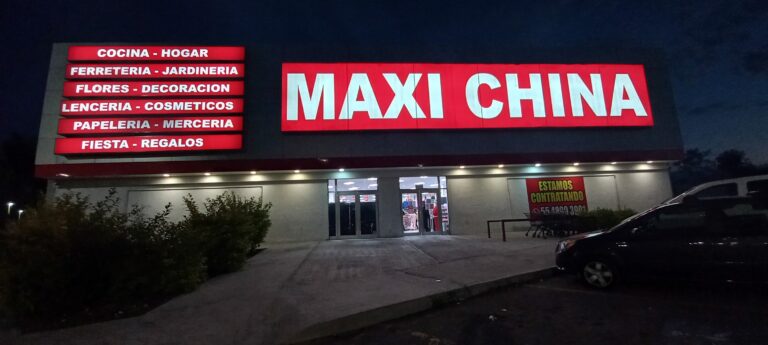 COCINA - HOGAR
FERRETERIA - JARDINERIA
FLORES - DECORACION
LENCERIA - COSMETICOS
PAPELERIA - MERCERIA
FIESTA - REGALOS
MAXI CHINA
ESTAMOS
CONTRATANDO